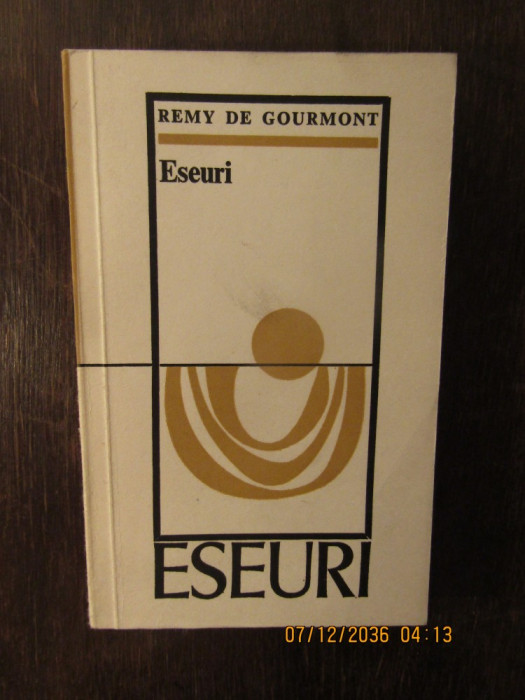 REMY DE GOURMONT
Eseuri
ESEURI
07/12/2036 04:13